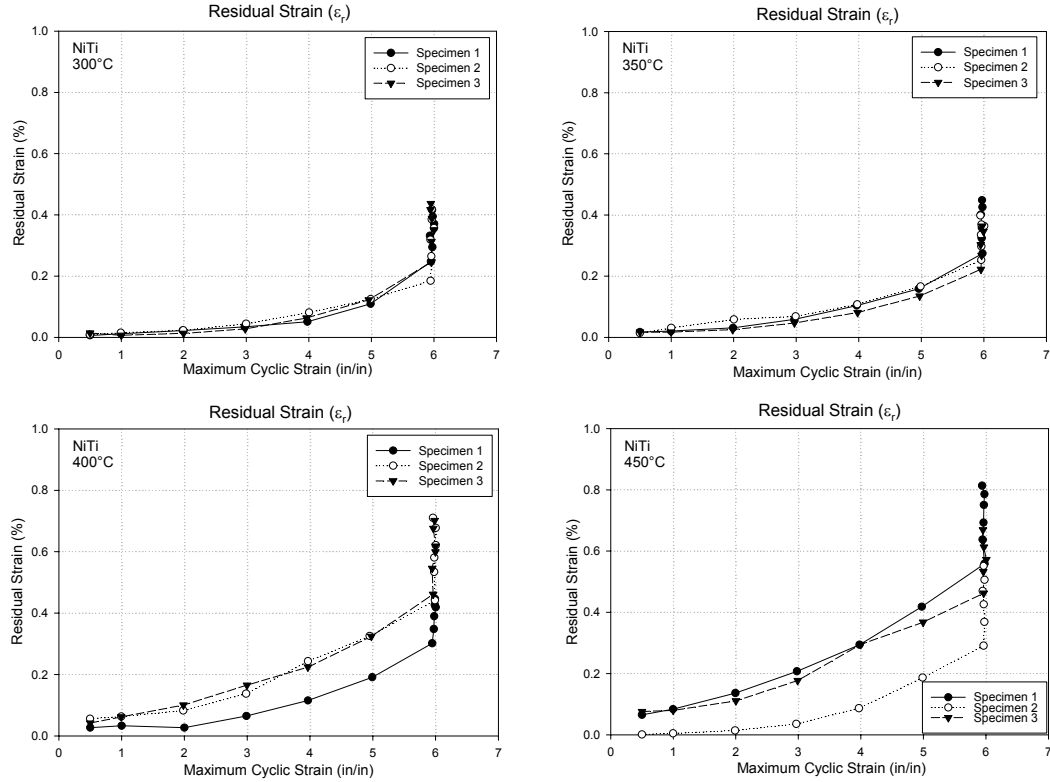 Residual Strain (εr)
NiTi
300°C
Specimen 1
Specimen 2
Specimen 3
Residual Strain (%)
1.0
0.8
0.6
0.4
0.2
0.0
0 1 2 3 4 5 6 7
Maximum Cyclic Strain (in/in)
Residual Strain (εr)
NiTi
350°C
Specimen 1
Specimen 2
Specimen 3
Residual Strain (%)
1.0
0.8
0.6
0.4
0.2
0.0
0 1 2 3 4 5 6 7
Maximum Cyclic Strain (in/in)
Residual Strain (εr)
NiTi
400°C
Specimen 1
Specimen 2
Specimen 3
Residual Strain (%)
1.0
0.8
0.6
0.4
0.2
0.0
0 1 2 3 4 5 6 7
Maximum Cyclic Strain (in/in)
Residual Strain (εr)
NiTi
450°C
Residual Strain (%)
1.0
0.8
0.6
0.4
0.2
0.0
Specimen 1
Specimen 2
Specimen 3
0 1 2 3 4 5 6 7
Maximum Cyclic Strain (in/in)